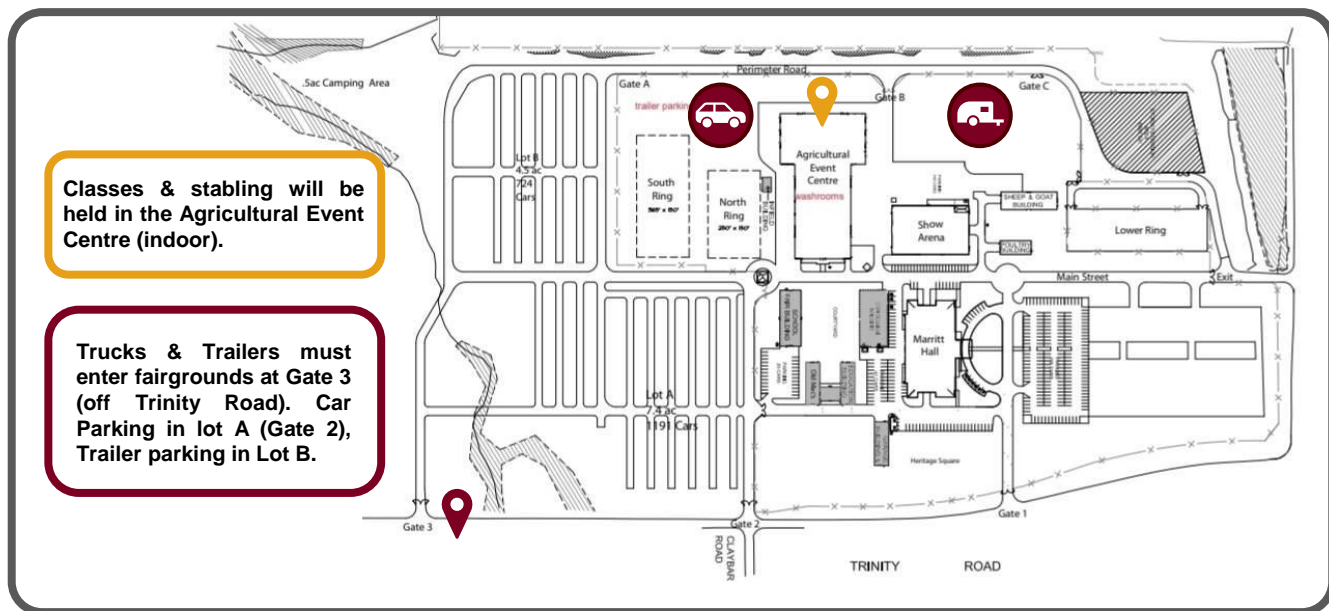 Perimeter Road
.5ac Camping Area
Gate A
Gate B
Gate C
trailer parkin
Classes & stabling will be
held in the Agricultural Event
Centre (indoor).
Lot B
4.5 ac
724
Cars
South
Ring
North
Ring
Agricultural
Event
Centre
washrooms
SHEEP & GOAT
BUILDING
Show
Arena
Lower Ring
Main Street
Exit
Trucks & Trailers must
enter fairgrounds at Gate 3
(off Trinity Road). Car
Parking in lot A (Gate 2),
Trailer parking in Lot B.
SCHOOL
COURTYARD
Marritt
Hall
Lot A
7.4 ac
1191 Cars
Heritage Square
Gate 3
Gate 2
Gate 1
CLAYBAR
ROAD
TRINITY ROAD